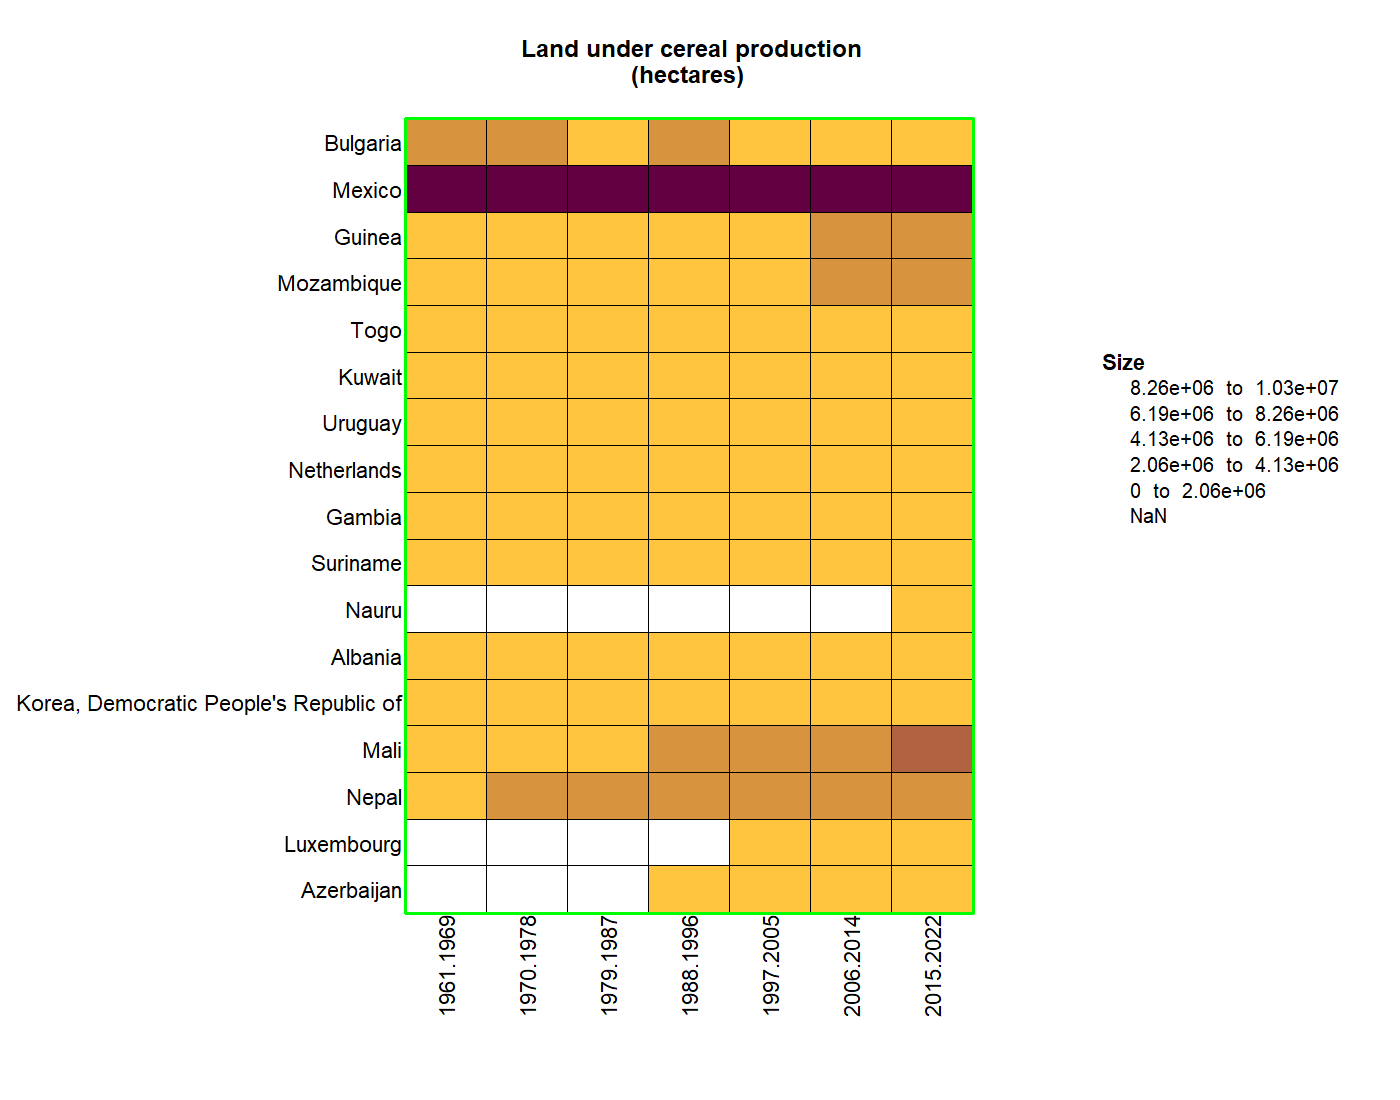 Land under cereal production
(hectares)
Bulgaria
Mexico
Guinea
Mozambique
Togo
Kuwait
Uruguay
Netherlands
Gambia
Suriname
Nauru
Albania
Korea, Democratic People's Republic of
Mali
Nepal
Luxembourg
Azerbaijan
1961.1969
1970.1978
1979.1987
1988.1996
1997.2005
2006.2014
2015.2022
Size
8.26e+06 to 1.03e+07
6.19e+06 to 8.26e+06
4.13e+06 to 6.19e+06
2.06e+06 to 4.13e+06
0 to 2.06e+06
NaN